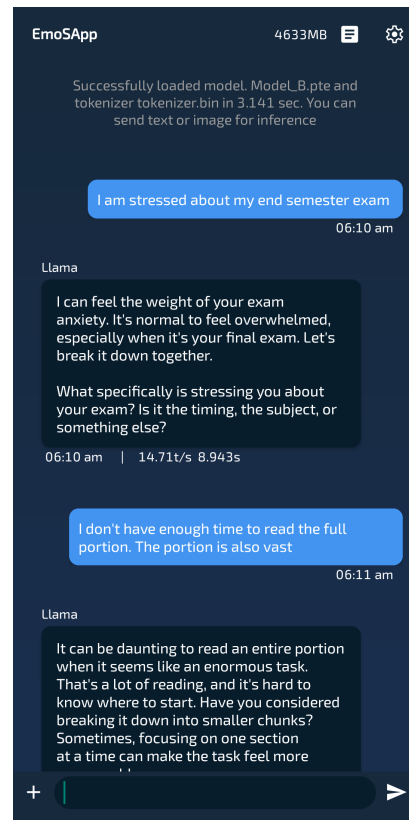 EmoSApp 4633MB
Successfully loaded model. Model_B.pte and
tokenizer tokenizer.bin in 3.141 sec. You can
send text or image for inference
I am stressed about my end semester exam
06:10 am
Llama
I can feel the weight of your exam
anxiety. It's normal to feel overwhelmed,
especially when it's your final exam. Let's
break it down together.
What specifically is stressing you about
your exam? Is it the timing, the subject, or
something else?
06:10 am | 14.71t/s 8.943s
I don't have enough time to read the full
portion. The portion is also vast
06:11 am
Llama
It can be daunting to read an entire portion
when it seems like an enormous task.
That's a lot of reading, and it's hard to
know where to start. Have you considered
breaking it down into smaller chunks?
Sometimes, focusing on one section
at a time can make the task feel more